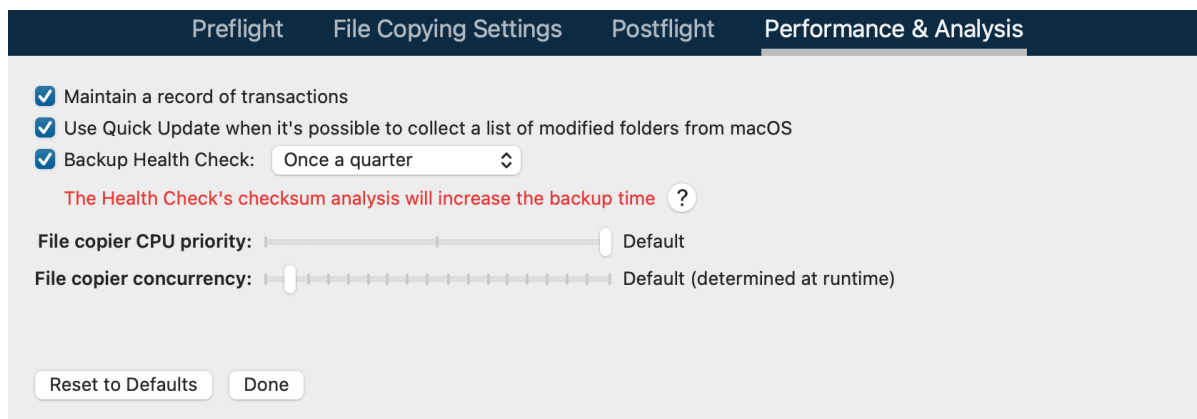 Preflight File Copying Settings Postflight Performance & Analysis
Maintain a record of transactions
Use Quick Update when it's possible to collect a list of modified folders from macOS
Backup Health Check: Once a quarter
The Health Check's checksum analysis will increase the backup time ?
File copier CPU priority: Default
File copier concurrency: Default (determined at runtime)
Reset to Defaults Done